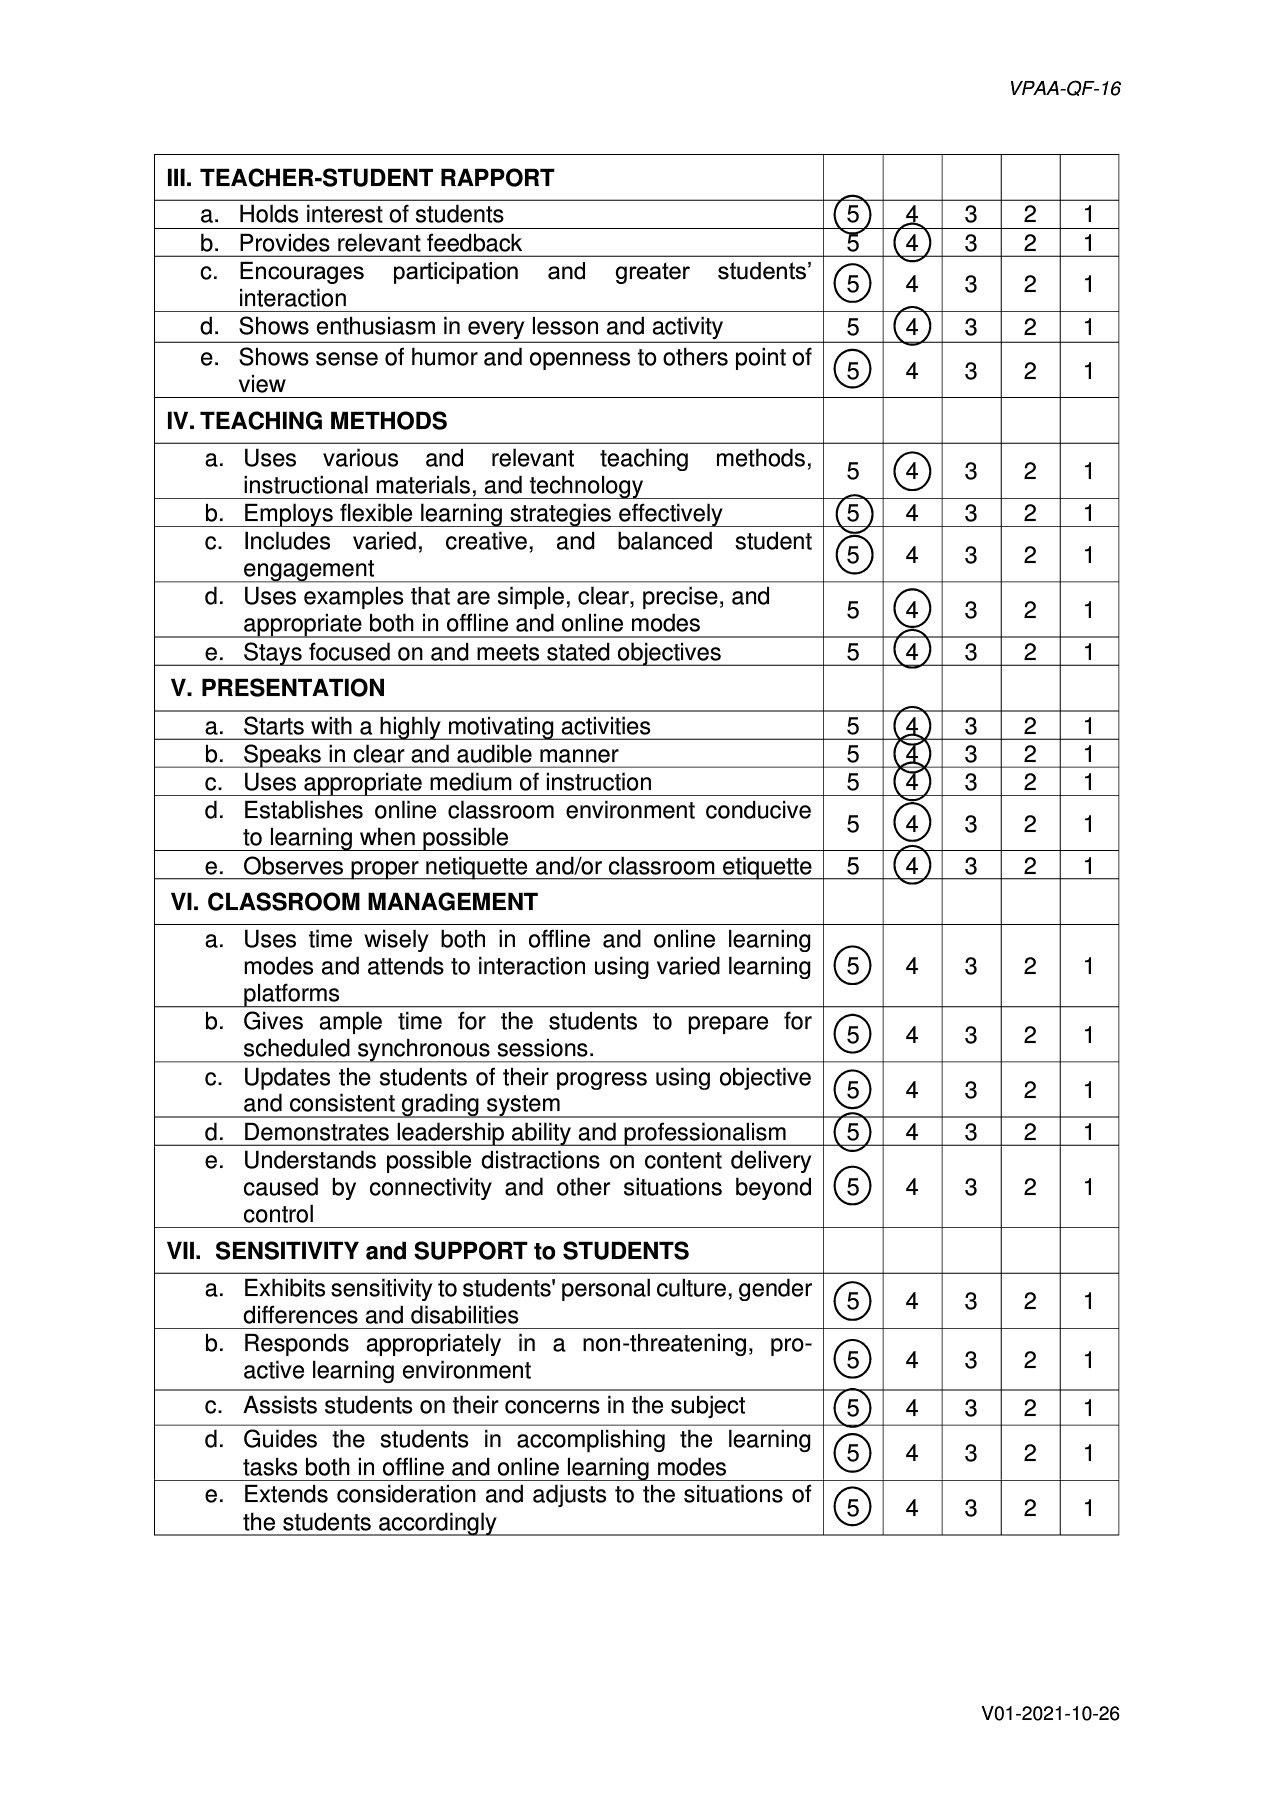 VPAA-QF-16
III. TEACHER-STUDENT RAPPORT
a. Holds interest of students 5 4 3 2 1
b. Provides relevant feedback 5 4 3 2 1
c. Encourages participation and greater students’
interaction 5 4 3 2 1
d. Shows enthusiasm in every lesson and activity 5 4 3 2 1
e. Shows sense of humor and openness to others point of
view 5 4 3 2 1
IV. TEACHING METHODS
a. Uses various and relevant teaching methods,
instructional materials, and technology 5 4 3 2 1
b. Employs flexible learning strategies effectively 5 4 3 2 1
c. Includes varied, creative, and balanced student
engagement 5 4 3 2 1
d. Uses examples that are simple, clear, precise, and
appropriate both in offline and online modes 5 4 3 2 1
e. Stays focused on and meets stated objectives 5 4 3 2 1
V. PRESENTATION
a. Starts with a highly motivating activities 5 4 3 2 1
b. Speaks in clear and audible manner 5 4 3 2 1
c. Uses appropriate medium of instruction 5 4 3 2 1
d. Establishes online classroom environment conducive
to learning when possible 5 4 3 2 1
e. Observes proper netiquette and/or classroom etiquette 5 4 3 2 1
VI. CLASSROOM MANAGEMENT
a. Uses time wisely both in offline and online learning
modes and attends to interaction using varied learning 5 4 3 2 1
platforms
b. Gives ample time for the students to prepare for
scheduled synchronous sessions. 5 4 3 2 1
c. Updates the students of their progress using objective
and consistent grading system 5 4 3 2 1
d. Demonstrates leadership ability and professionalism 5 4 3 2 1
e. Understands possible distractions on content delivery
caused by connectivity and other situations beyond 5 4 3 2 1
control
VII. SENSITIVITY and SUPPORT to STUDENTS
a. Exhibits sensitivity to students' personal culture, gender
differences and disabilities 5 4 3 2 1
b. Responds appropriately in a non-threatening, pro-
active learning environment 5 4 3 2 1
c. Assists students on their concerns in the subject 5 4 3 2 1
d. Guides the students in accomplishing the learning
tasks both in offline and online learning modes 5 4 3 2 1
e. Extends consideration and adjusts to the situations of
the students accordingly 5 4 3 2 1
V01-2021-10-26